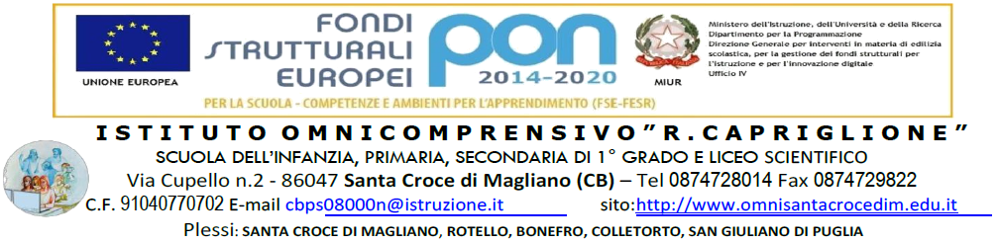 FONDI
STRUTTURALI
EUROPEI
pon
2014-2020
UNIONE EUROPEA
MIUR
Ministero dell'Istruzione, dell'Università e della Ricerca
Dipartimento per la Programmazione
Direzione Generale per interventi in materia di edilizia
scolastica, per la gestione dei fondi strutturali per
l'istruzione e per l'innovazione digitale
Ufficio IV
PER LA SCUOLA - COMPETENZE E AMBIENTI PER L'APPRENDIMENTO (FSE-FESR)
ISTITUTO OMNICOMPRENSIVO"R.CAPRIGLIONE"
SCUOLA DELL'INFANZIA, PRIMARIA, SECONDARIA DI 1° GRADO E LICEO SCIENTIFICO
Via Cupello n.2 - 86047 Santa Croce di Magliano (CB) – Tel 0874728014 Fax 0874729822
C.F. 91040770702 E-mail cbps08000n@istruzione.it sito:http://www.omnisantacrocedim.edu.it
Plessi: SANTA CROCE DI MAGLIANO, ROTELLO, BONEFRO, COLLETORTO, SAN GIULIANO DI PUGLIA